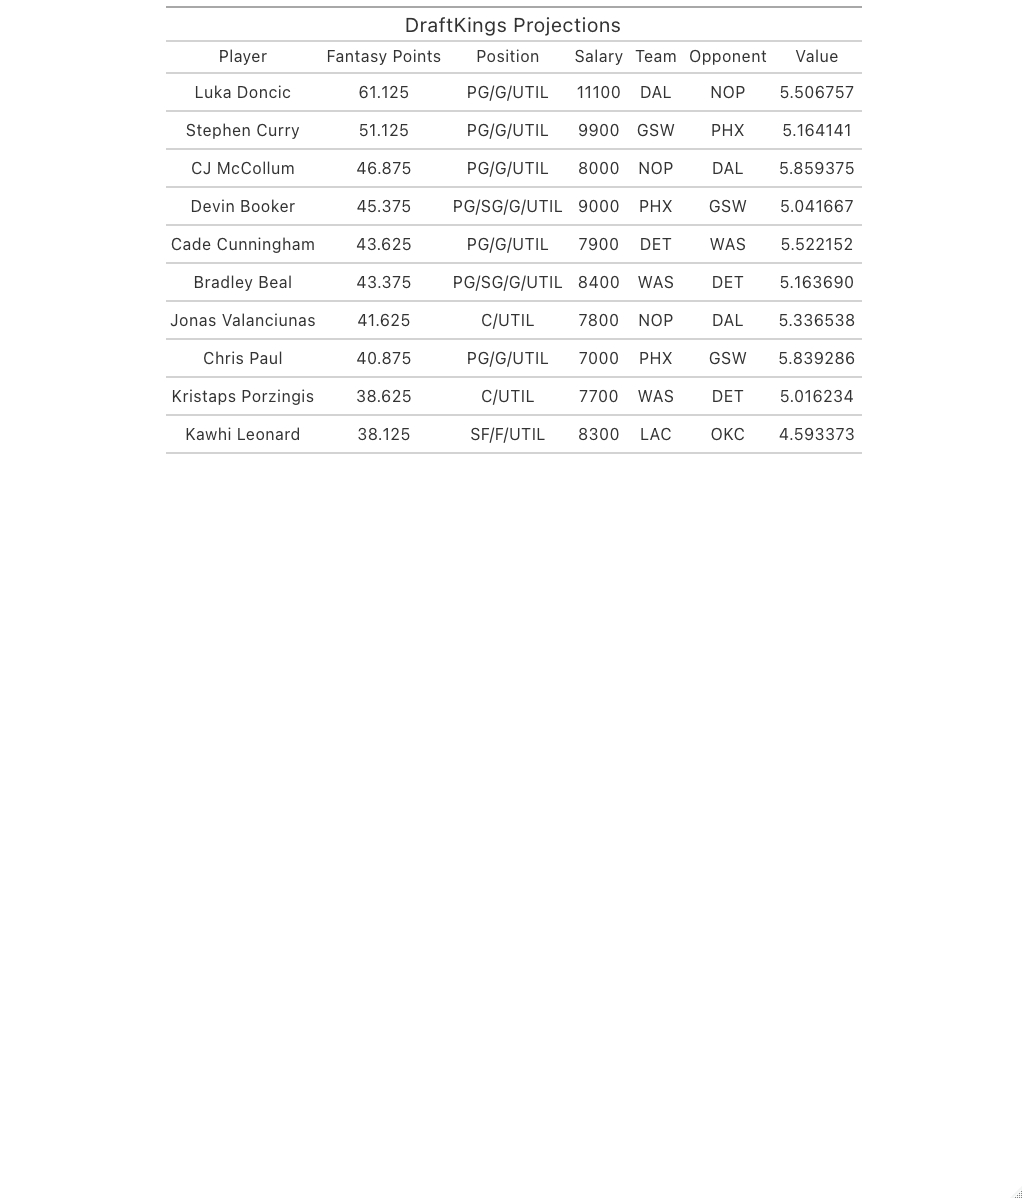 DraftKings Projections
Player Fantasy Points Position Salary Team Opponent Value
Luka Doncic 61.125 PG/G/UTIL 11100 DAL NOP 5.506757
Stephen Curry 51.125 PG/G/UTIL 9900 GSW PHX 5.164141
CJ McCollum 46.875 PG/G/UTIL 8000 NOP DAL 5.859375
Devin Booker 45.375 PG/SG/G/UTIL 9000 PHX GSW 5.041667
Cade Cunningham 43.625 PG/G/UTIL 7900 DET WAS 5.522152
Bradley Beal 43.375 PG/SG/G/UTIL 8400 WAS DET 5.163690
Jonas Valanciunas 41.625 C/UTIL 7800 NOP DAL 5.336538
Chris Paul 40.875 PG/G/UTIL 7000 PHX GSW 5.839286
Kristaps Porzingis 38.625 C/UTIL 7700 WAS DET 5.016234
Kawhi Leonard 38.125 SF/F/UTIL 8300 LAC OKC 4.593373